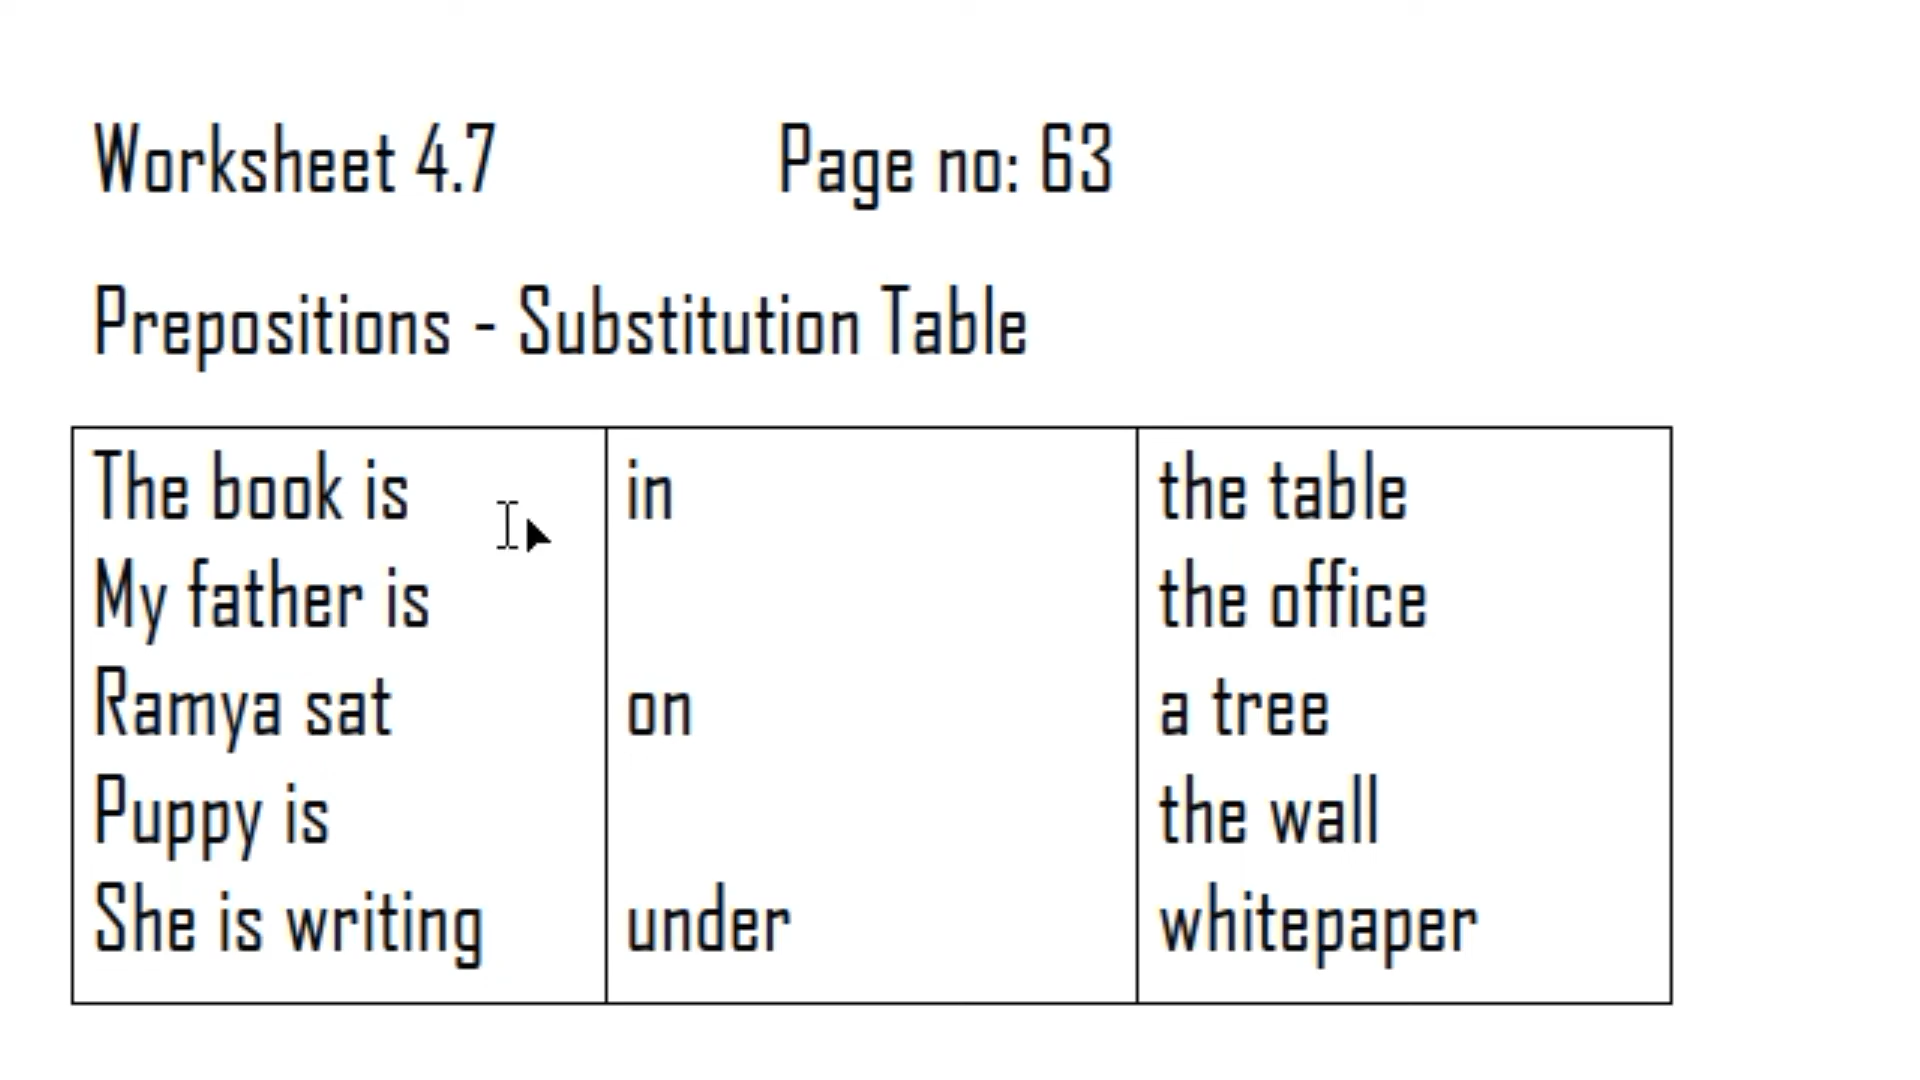 Worksheet 4.7 Page no: 63
Prepositions - Substitution Table
The book is in the table
My father is the office
Ramya sat on a tree
Puppy is the wall
She is writing under whitepaper